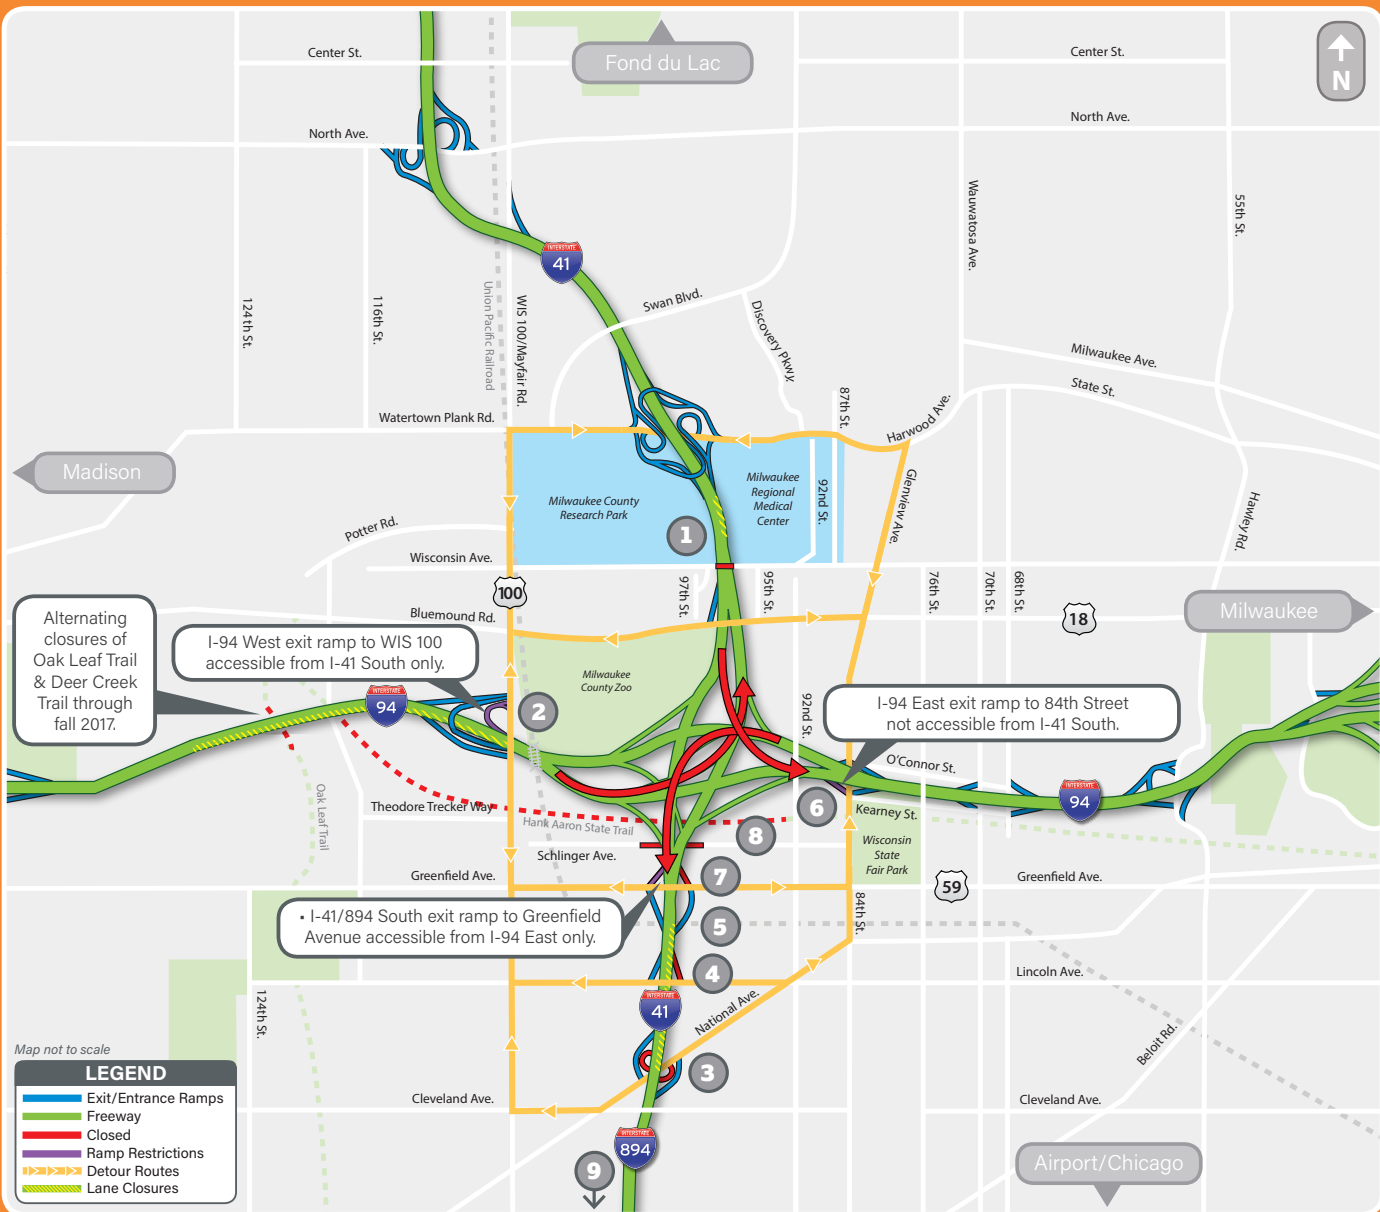 Fond du Lac
N
Center St.
Center St.
North Ave.
North Ave.
Wauwatosa Ave.
55th St.
INTERSTATE
41
124 th St.
116th St.
Union Pacific Railroad
WIS 100/Mayfair Rd.
Swan Blvd.
Discovery Pkwy.
Milwaukee Ave.
State St.
87th St.
Harwood Ave.
Watertown Plank Rd.
Madison
Milwaukee County
Research Park
Milwaukee
Regional
Medical
Center
92nd St.
Glenview Ave.
Hawley Rd.
Potter Rd.
1
Wisconsin Ave.
97th St.
95th St.
76th St.
70th St.
68th St.
100
18
Milwaukee
Bluemound Rd.
Alternating
closures of
Oak Leaf Trail
& Deer Creek
Trail through
fall 2017.
I-94 West exit ramp to WIS 100
accessible from I-41 South only.
Milwaukee
County Zoo
INTERSTATE
94
2
92nd St.
I-94 East exit ramp to 84th Street
not accessible from I-41 South.
O'Connor St.
INTERSTATE
94
Oak Leaf Trail
Theodore Trecker Way
Hank Aaron State Trail
6
Kearney St.
8
Wisconsin
State
Fair Park
Schlinger Ave.
Greenfield Ave.
7
59
Greenfield Ave.
• I-41/894 South exit ramp to Greenfield
Avenue accessible from I-94 East only.
5
84th St.
4
Lincoln Ave.
124th St.
INTERSTATE
41
National Ave.
Beloit Rd.
3
Map not to scale
LEGEND
Exit/Entrance Ramps
Freeway
Closed
Ramp Restrictions
Detour Routes
Lane Closures
Cleveland Ave.
Cleveland Ave.
INTERSTATE
894
9
Airport/Chicago